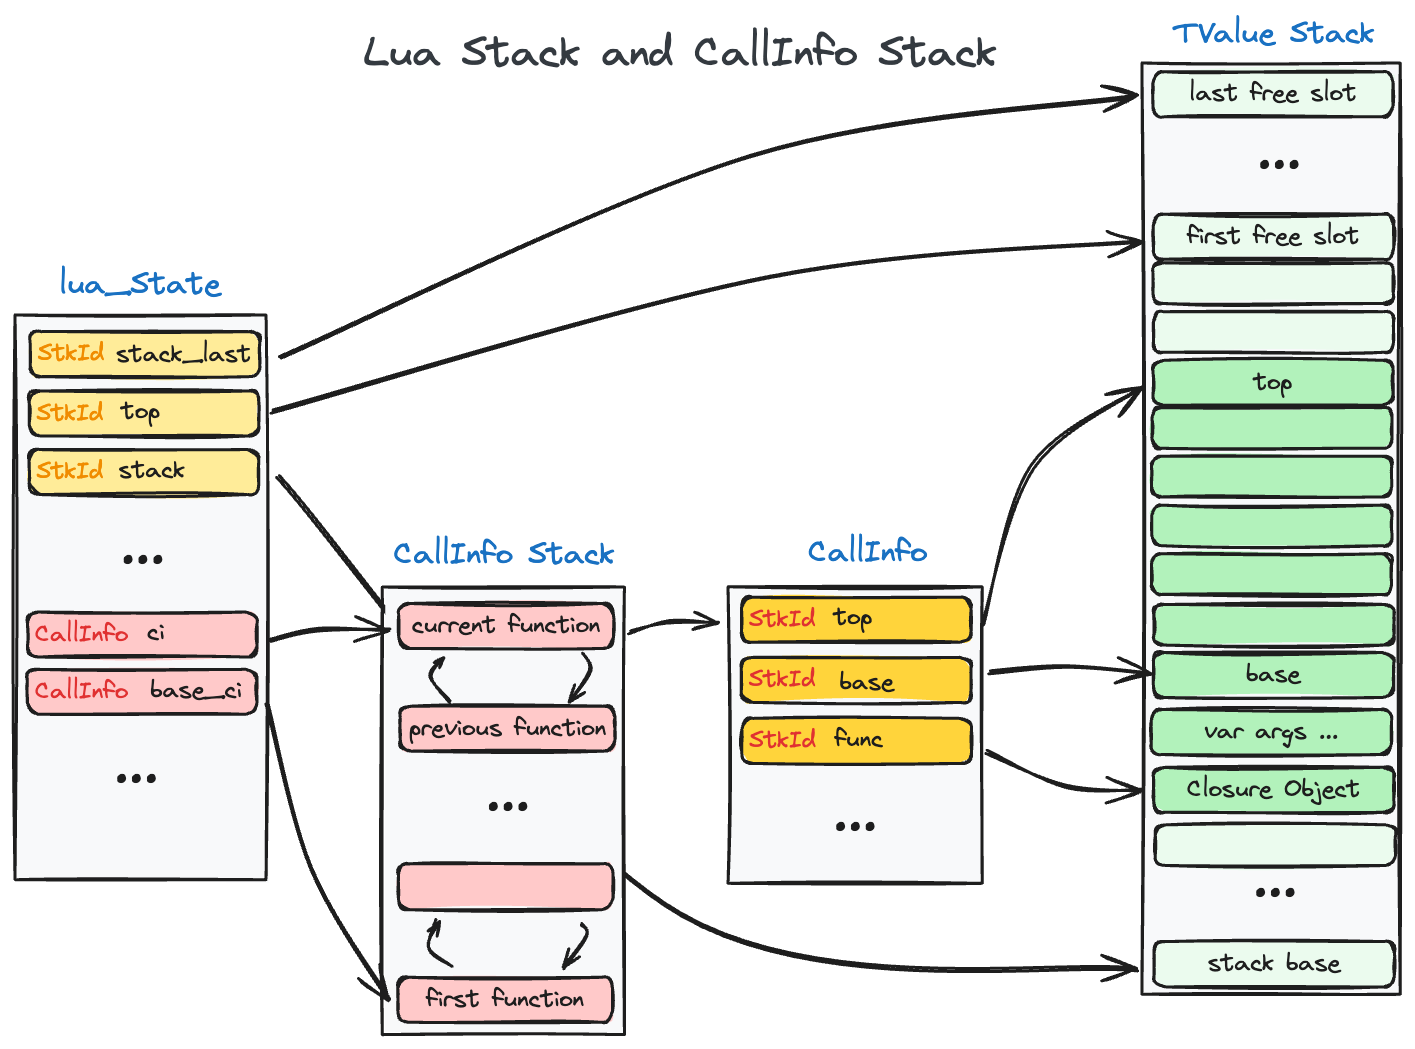 Lua Stack and CallInfo Stack
lua_State
StkId stack_last
StkId top
StkId stack
...
CallInfo ci
CallInfo base_ci
...
CallInfo Stack
current function
previous function
...
first function
CallInfo
StkId top
StkId base
StkId func
...
TValue Stack
last free slot
...
first free slot
top
base
var args ...
Closure Object
...
stack base